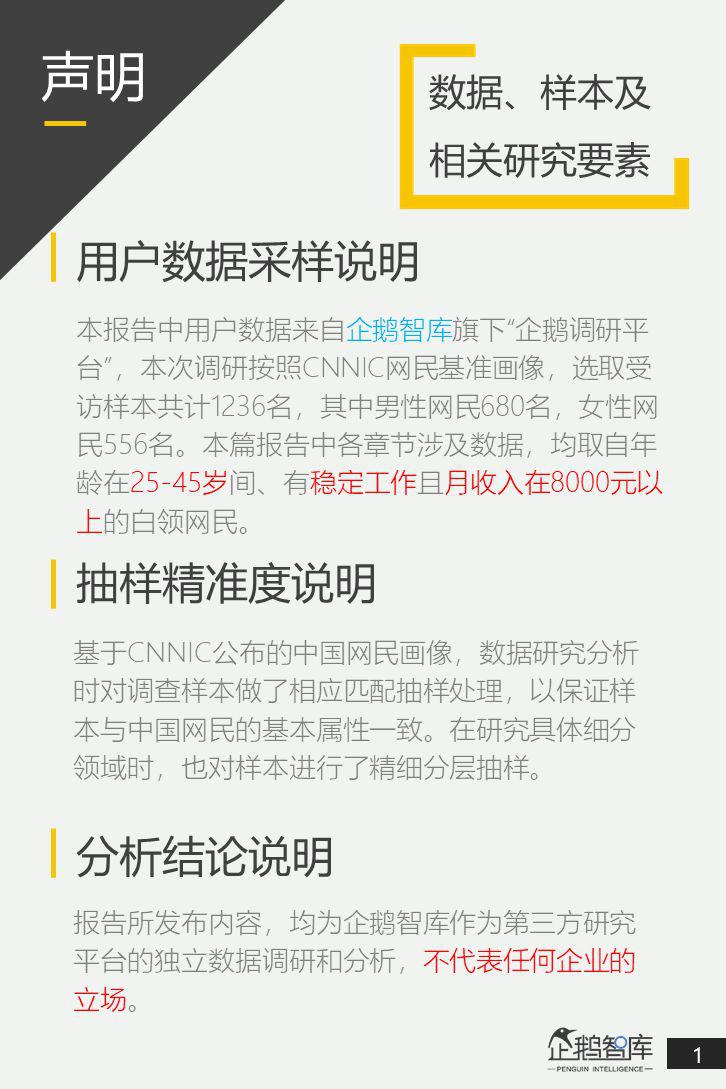 声明
数据、样本及
相关研究要素
用户数据采样说明
本报告中用户数据来自企鹅智库旗下“企鹅调研平
台”，本次调研按照CNNIC网民基准画像，选取受
访样本共计1236名，其中男性网民680名，女性网
民556名。本篇报告中各章节涉及数据，均取自年
龄在25-45岁间、有稳定工作且月收入在8000元以
上的白领网民。
抽样精准度说明
基于CNNIC公布的中国网民画像，数据研究分析
时对调查样本做了相应匹配抽样处理，以保证样
本与中国网民的基本属性一致。在研究具体细分
领域时，也对样本进行了精细分层抽样。
分析结论说明
报告所发布内容，均为企鹅智库作为第三方研究
平台的独立数据调研和分析，不代表任何企业的
立场。
企鹅智库
PENGUIN INTELLIGENCE
1